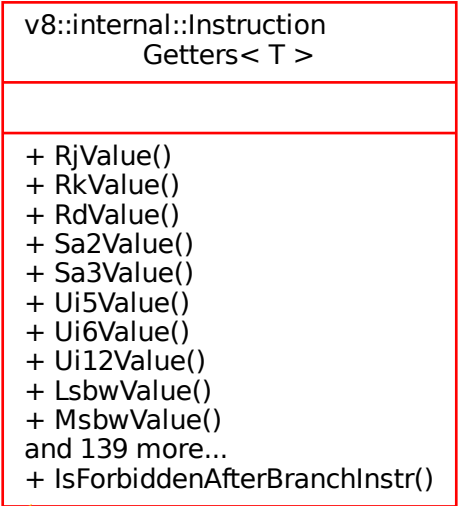 v8::internal::Instruction
Getters< T >
+ RjValue()
+ RkValue()
+ RdValue()
+ Sa2Value()
+ Sa3Value()
+ Ui5Value()
+ Ui6Value()
+ Ui12Value()
+ LsbwValue()
+ MsbwValue()
and 139 more...
+ IsForbiddenAfterBranchInstr()